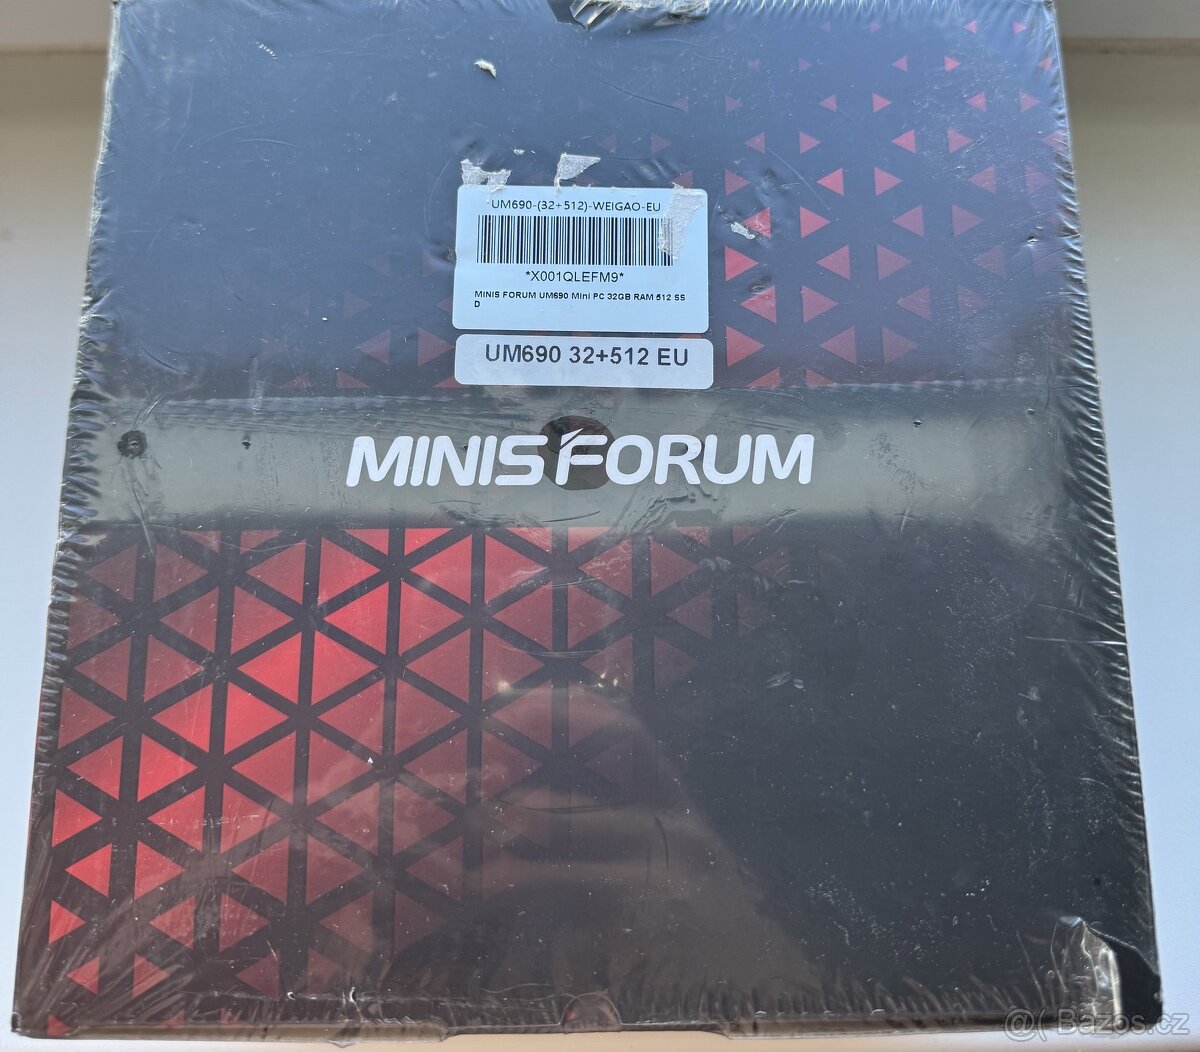 UM690-(32+512)-WEIGAO-EU
*X001QLEFM9*
MINIS FORUM UM690 Mini PC 32GB RAM 512 SS
D
UM690 32+512 EU
MINISFORUM
@( Bazos.cz